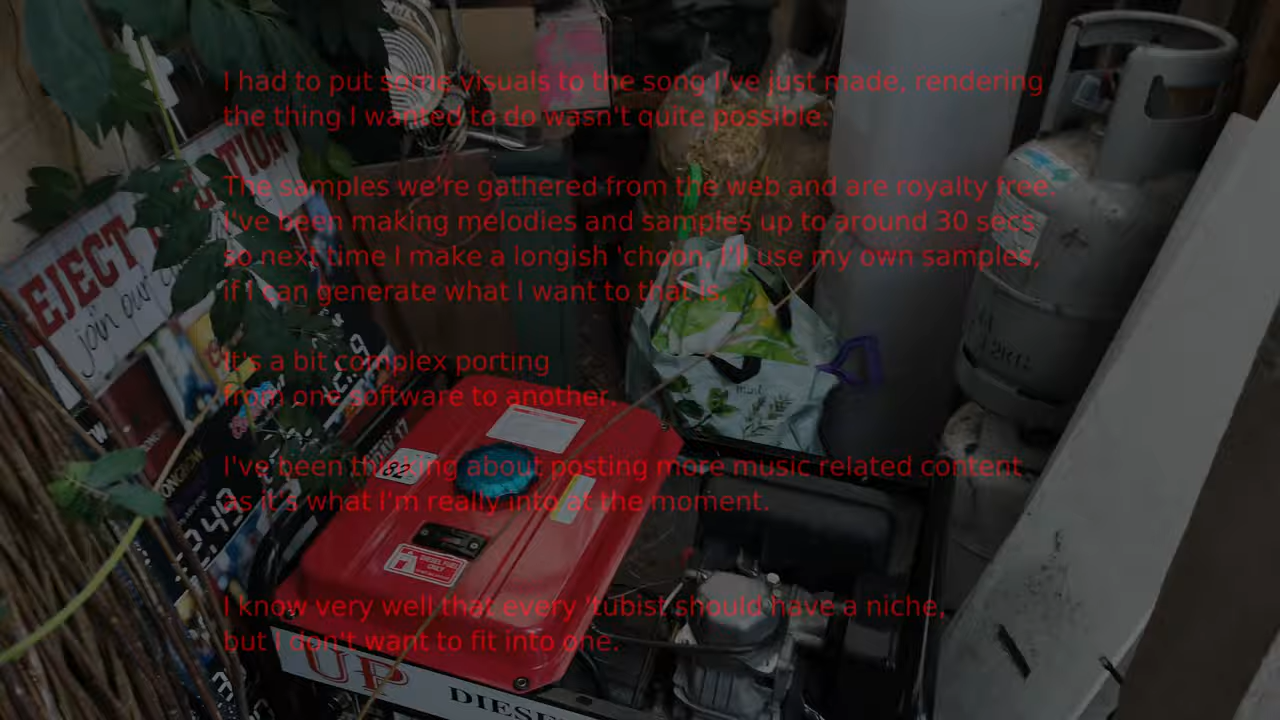 I had to put some visuals to the song I've just made, rendering
the thing I wanted to do wasn't quite possible.
The samples we're gathered from the web and are royalty free.
I've been making melodies and samples up to around 30 secs
so next time I make a longish 'choon, I'll use my own samples,
if I can generate what I want to that is.
It's a bit complex porting
from one software to another.
I've been thinking about posting more music related content
as it's what I'm really into at the moment.
I know very well that every 'tubist should have a niche,
but I don't want to fit into one.
EJECT
join our
82
DIESEL FUEL
ONLY
mint
UP